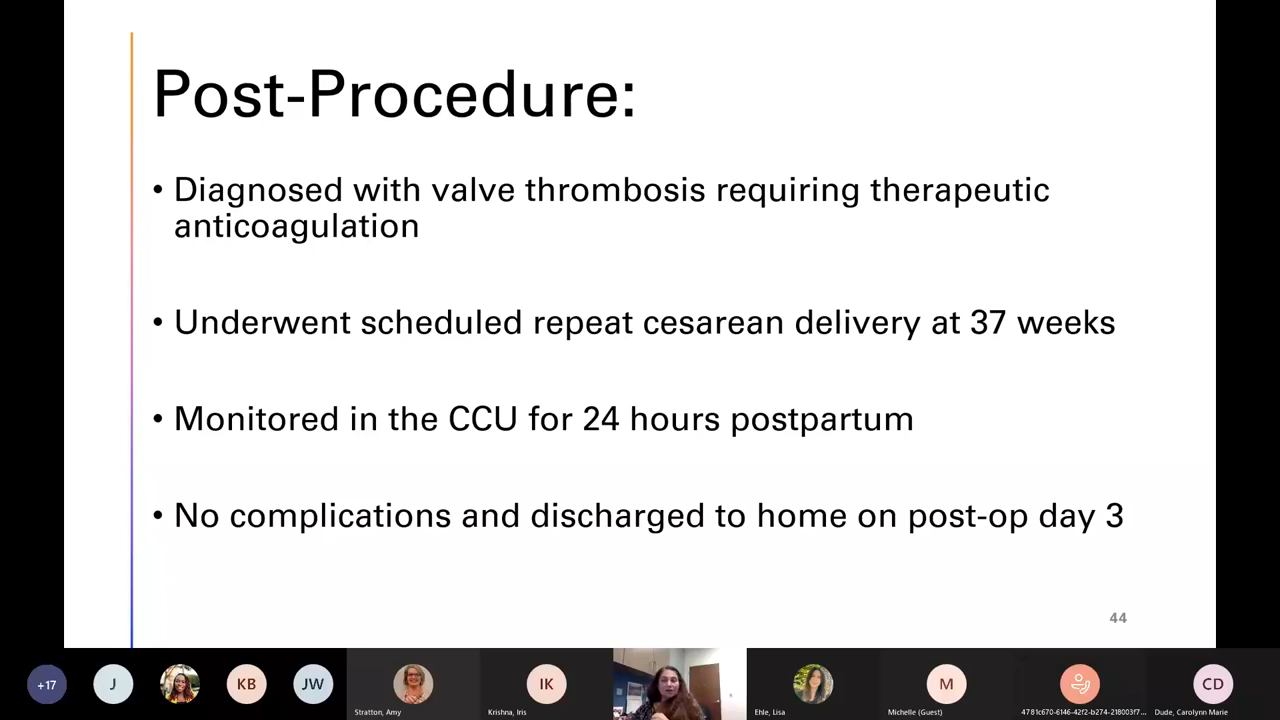 Post-Procedure:
• Diagnosed with valve thrombosis requiring therapeutic
anticoagulation
• Underwent scheduled repeat cesarean delivery at 37 weeks
• Monitored in the CCU for 24 hours postpartum
• No complications and discharged to home on post-op day 3
44
+17
J
KB
JW
IK
M
CD
Stratton, Amy
Krishna, Iris
Ehle, Lisa
Michelle (Guest)
4781c670-6146-42f2-b274-218003f7...
Dude, Carolynn Marie